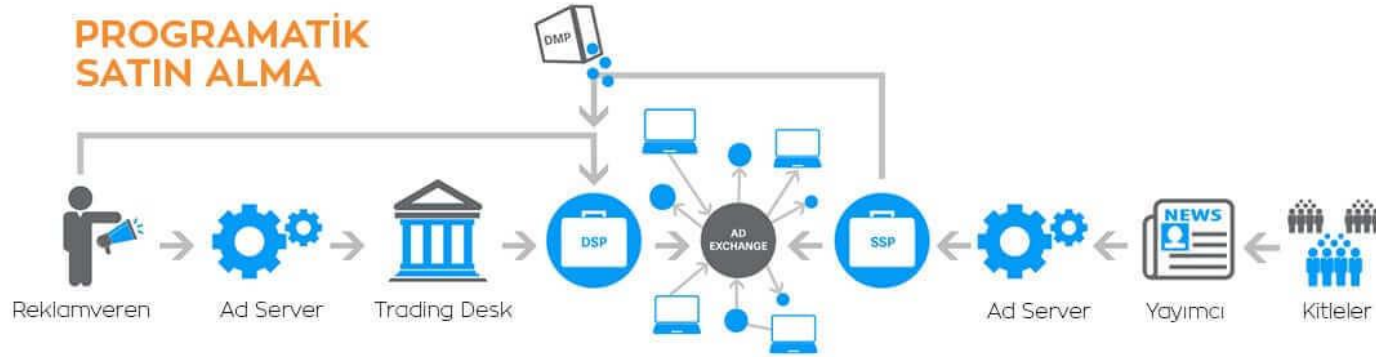 PROGRAMATİK
SATIN ALMA
DMP
NEWS
DSP
AD
EXCHANGE
SSP
Reklamveren
Ad Server
Trading Desk
Ad Server
Yayımcı
Kitleler